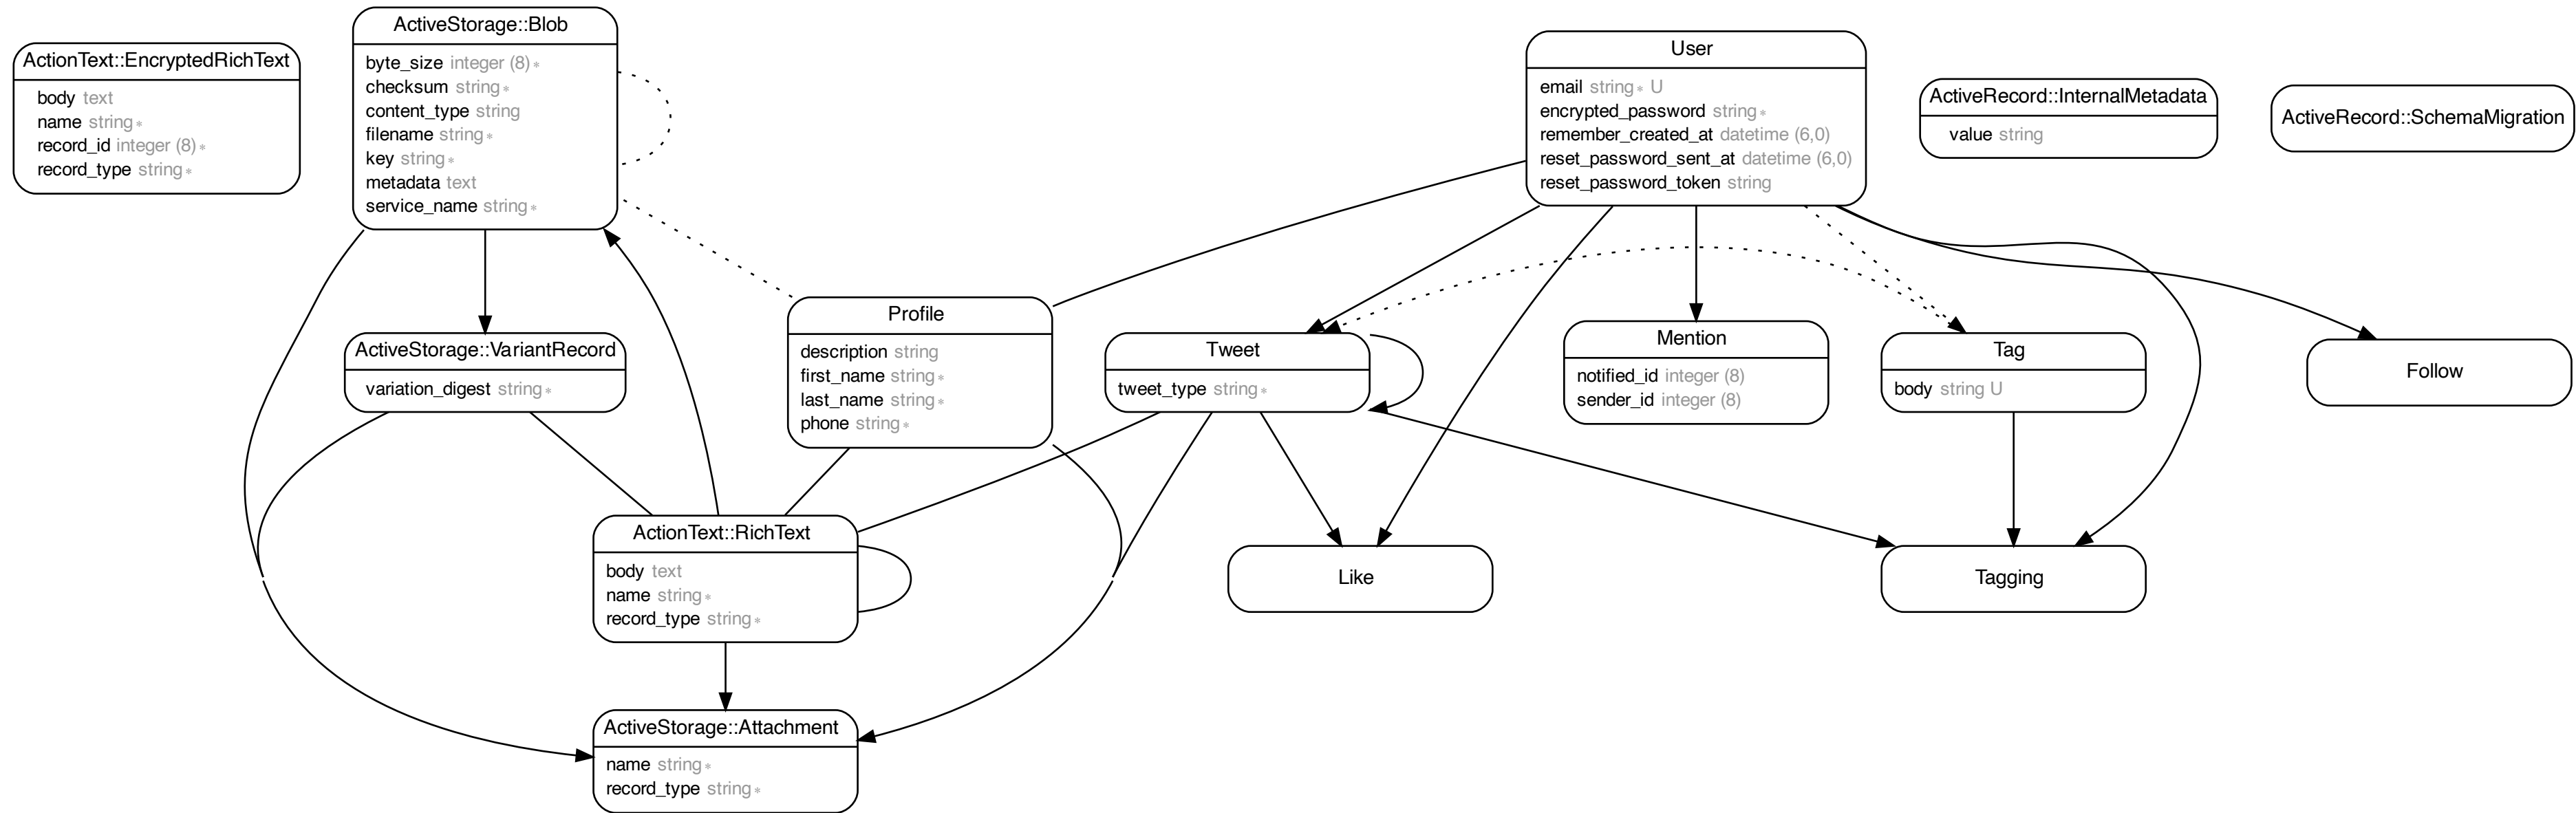 ActionText::EncryptedRichText
body text
name string∗
record_id integer (8)∗
record_type string∗
ActiveStorage::Blob
byte_size integer (8)∗
checksum string∗
content_type string
filename string∗
key string∗
metadata text
service_name string∗
User
email string∗ U
encrypted_password string∗
remember_created_at datetime (6,0)
reset_password_sent_at datetime (6,0)
reset_password_token string
ActiveRecord::InternalMetadata
value string
ActiveRecord::SchemaMigration
ActiveStorage::VariantRecord
variation_digest string∗
Profile
description string
first_name string∗
last_name string∗
phone string∗
Tweet
tweet_type string∗
Mention
notified_id integer (8)
sender_id integer (8)
Tag
body string U
Follow
ActionText::RichText
body text
name string∗
record_type string∗
Like
Tagging
ActiveStorage::Attachment
name string∗
record_type string∗